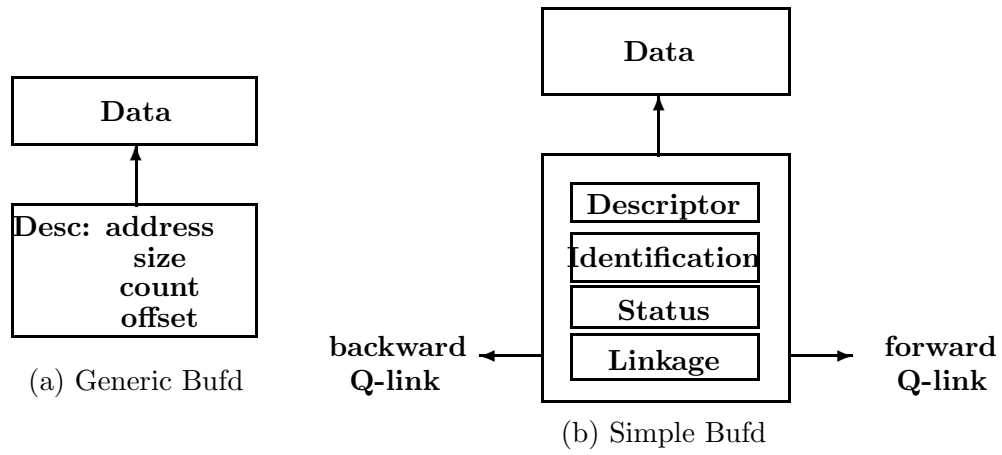 Data
Desc: address
size
count
offset
(a) Generic Bufd
Data
Descriptor
Identification
Status
Linkage
backward
Q-link
forward
Q-link
(b) Simple Bufd